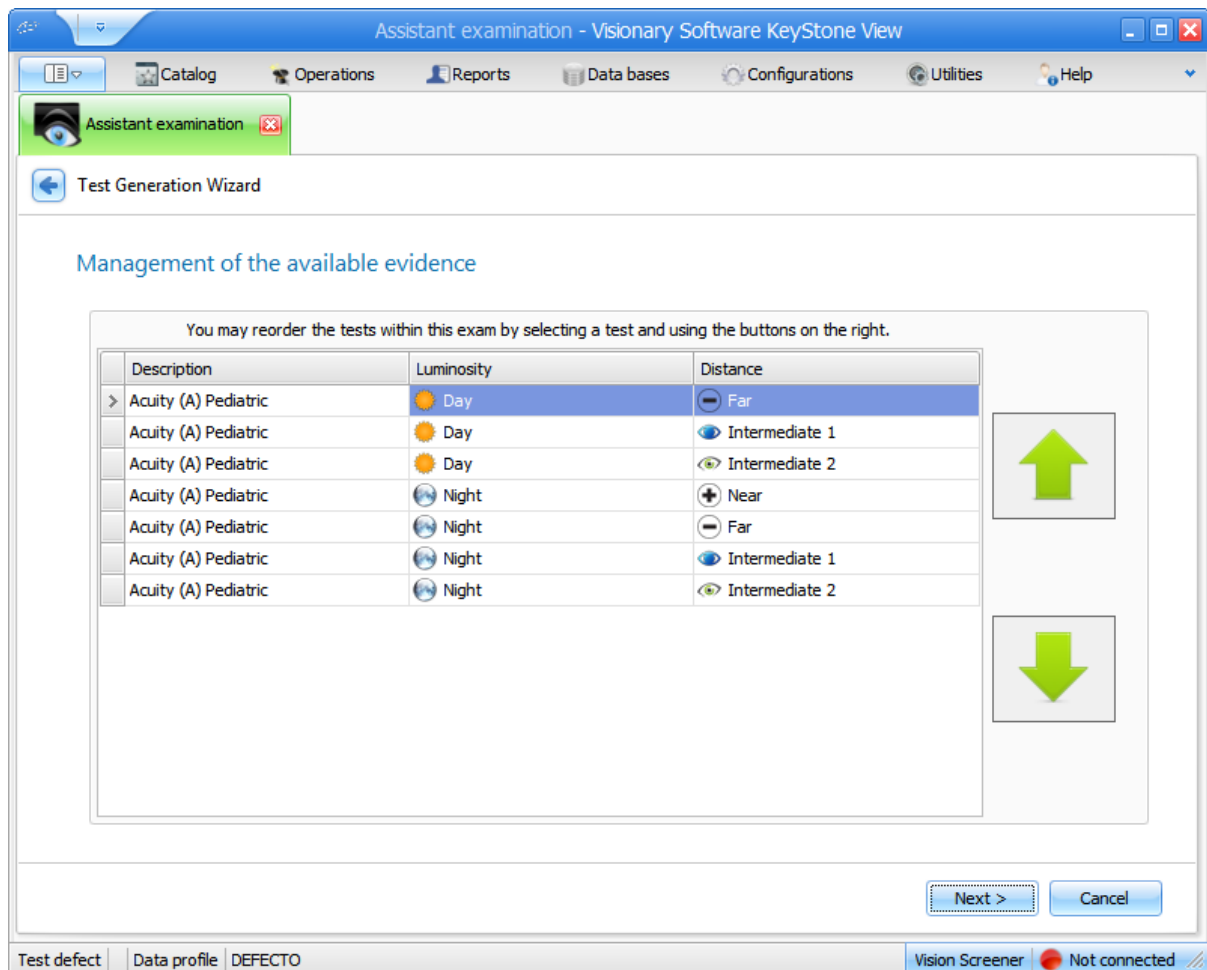 Assistant examination - Visionary Software KeyStone View
Catalog Operations Reports Data bases Configurations Utilities Help
Assistant examination
Test Generation Wizard
Management of the available evidence
You may reorder the tests within this exam by selecting a test and using the buttons on the right.
Description Luminosity Distance
Acuity (A) Pediatric Day Far
Acuity (A) Pediatric Day Intermediate 1
Acuity (A) Pediatric Day Intermediate 2
Acuity (A) Pediatric Night Near
Acuity (A) Pediatric Night Far
Acuity (A) Pediatric Night Intermediate 1
Acuity (A) Pediatric Night Intermediate 2
Next > Cancel
Test defect Data profile DEFECTO Vision Screener Not connected